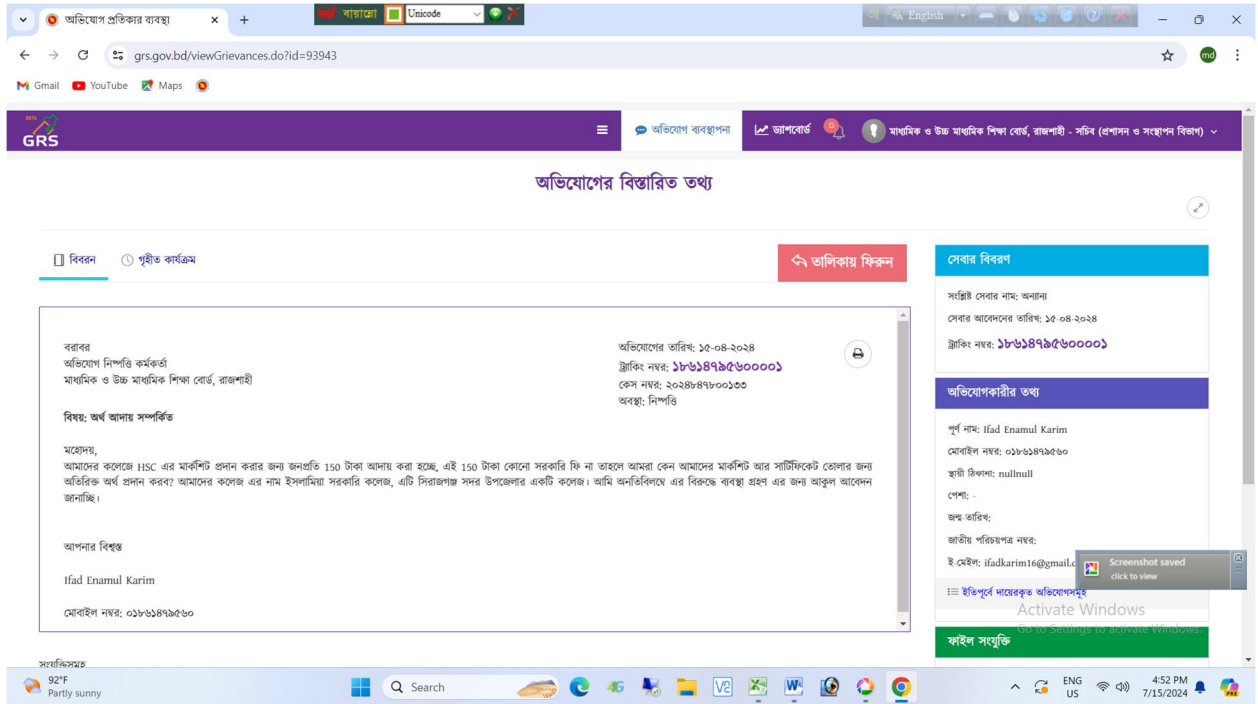 অভিযোগ প্রতিকার ব্যবস্থা
বায়ান্নো
Unicode
English
grs.gov.bd/viewGrievances.do?id=93943
md
Gmail
YouTube
Maps
BETA
GRS
অভিযোগ ব্যবস্থাপনা
ড্যাশবোর্ড
০
মাধ্যমিক ও উচ্চ মাধ্যমিক শিক্ষা বোর্ড, রাজশাহী - সচিব (প্রশাসন ও সংস্থাপন বিভাগ)
অভিযোগের বিস্তারিত তথ্য
বিবরন
গৃহীত কার্যক্রম
তালিকায় ফিরুন
বরাবর
অভিযোগ নিষ্পত্তি কর্মকর্তা
মাধ্যমিক ও উচ্চ মাধ্যমিক শিক্ষা বোর্ড, রাজশাহী
অভিযোগের তারিখ: ১৫-০৪-২০২৪
ট্র্যাকিং নম্বর: ১৮৬১৪৭৯৫৬০০০০১
কেস নম্বর: ২০২৪৮৪৭৮০০১৩৩
অবস্থা: নিষ্পত্তি
বিষয়: অর্থ আদায় সম্পর্কিত
মহোদয়,
আমাদের কলেজে HSC এর মার্কশিট প্রদান করার জন্য জনপ্রতি 150 টাকা আদায় করা হচ্ছে, এই 150 টাকা কোনো সরকারি ফি না তাহলে আমরা কেন আমাদের মার্কশীট আর সার্টিফিকেট তোলার জন্য
অতিরিক্ত অর্থ প্রদান করব? আমাদের কলেজ এর নাম ইসলামিয়া সরকারি কলেজ, এটি সিরাজগঞ্জ সদর উপজেলার একটি কলেজ। আমি অনতিবিলম্বে এর বিরুদ্ধে ব্যবস্থা গ্রহণ এর জন্য আকুল আবেদন
জানাচ্ছি।
আপনার বিশ্বস্ত
Ifad Enamul Karim
মোবাইল নম্বর: ০১৮৬১৪৭৯৫৬০
সংযুক্তিসমূহ
সেবার বিবরণ
সংশ্লিষ্ট সেবার নাম: অন্যান্য
সেবার আবেদনের তারিখ: ১৫-০৪-২০২৪
ট্র্যাকিং নম্বর: ১৮৬১৪৭৯৫৬০০০০১
অভিযোগকারীর তথ্য
পূর্ণ নাম: Ifad Enamul Karim
মোবাইল নম্বর: ০১৮৬১৪৭৯৫৬০
স্থায়ী ঠিকানা: nullnull
পেশা: -
জন্ম-তারিখ:
জাতীয় পরিচয়পত্র নম্বর:
ই-মেইল: ifadkarim16@gmail.c
Screenshot saved
click to view
ইতিপূর্বে দায়েরকৃত অভিযোগসমূহ
Activate Windows
Go to Settings to activate Windows.
ফাইল সংযুক্তি
92°F
Partly sunny
Search
ENG
US
4:52 PM
7/15/2024